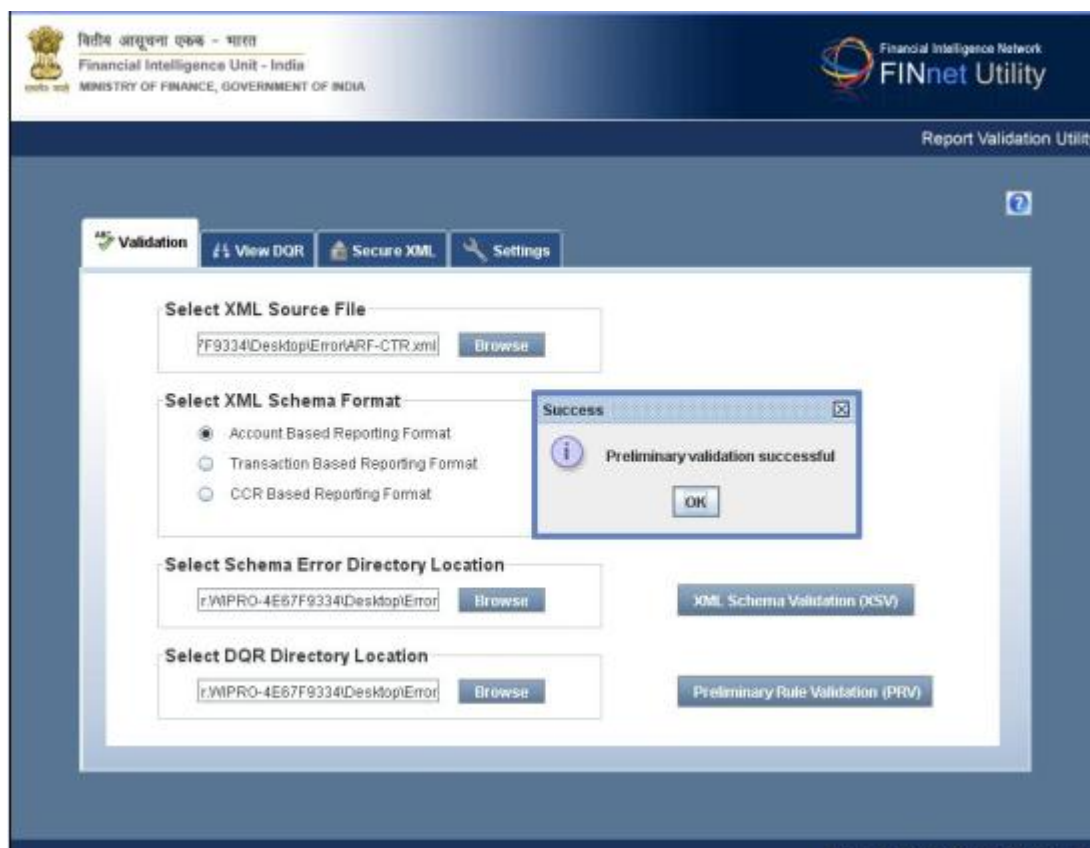 वित्तीय आसूचना एकक - भारत
Financial Intelligence Unit - India
MINISTRY OF FINANCE, GOVERNMENT OF INDIA
Financial Intelligence Network
FINnet Utility
Report Validation Utilit
Validation
View DQR
Secure XML
Settings
Select XML Source File
7F9334\Desktop\Error\ARF-CTR.xml
Browse
Select XML Schema Format
Account Based Reporting Format
Transaction Based Reporting Format
CCR Based Reporting Format
Success
Preliminary validation successful
OK
Select Schema Error Directory Location
r.WIPRO-4E67F9334\Desktop\Error
Browse
XML Schema Validation (XSV)
Select DQR Directory Location
r.WIPRO-4E67F9334\Desktop\Error
Browse
Preliminary Rule Validation (PRV)